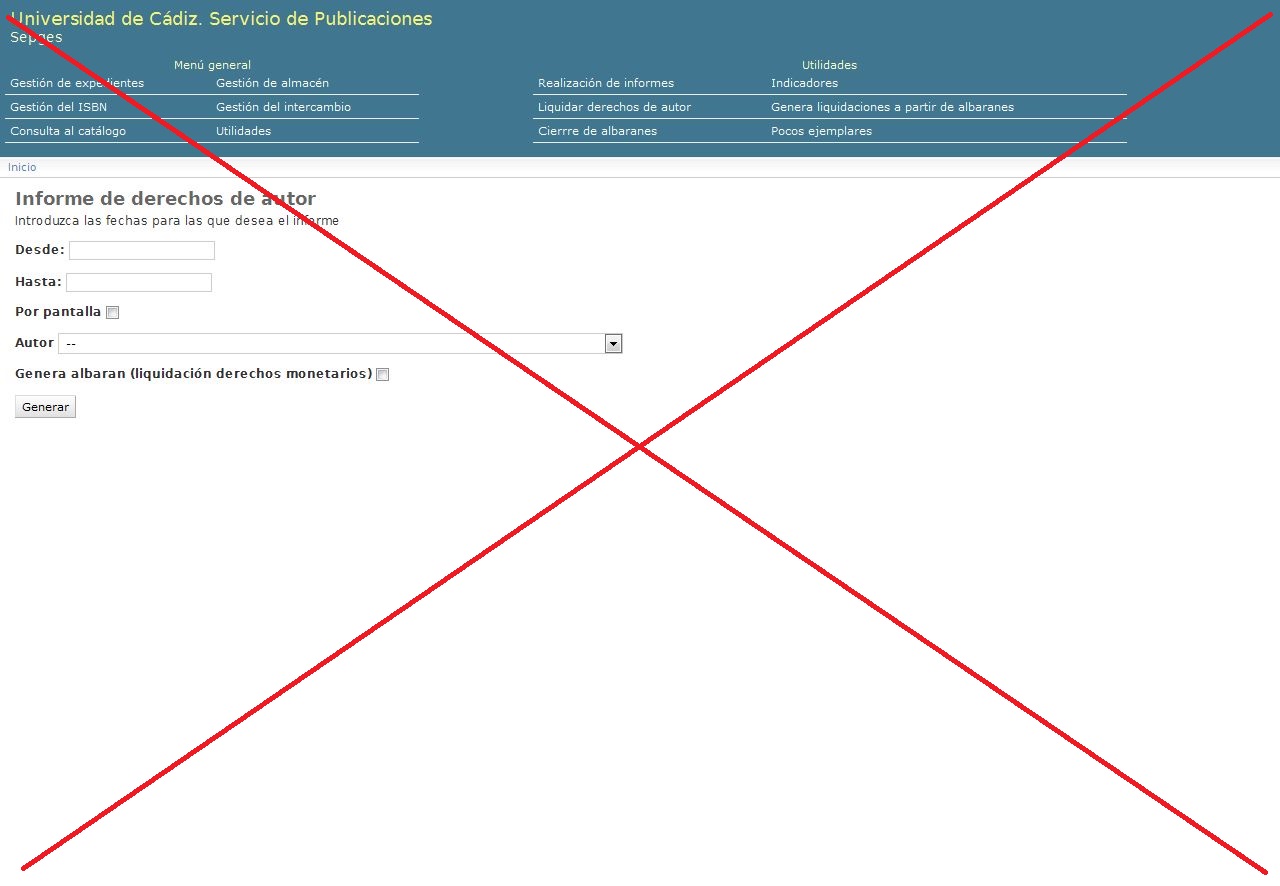 Universidad de Cádiz. Servicio de Publicaciones
Sepges
Menú general
Gestión de expedientes Gestión de almacén
Gestión del ISBN Gestión del intercambio
Consulta al catálogo Utilidades
Utilidades
Realización de informes Indicadores
Liquidar derechos de autor Genera liquidaciones a partir de albaranes
Cierrre de albaranes Pocos ejemplares
Inicio
Informe de derechos de autor
Introduzca las fechas para las que desea el informe
Desde:
Hasta:
Por pantalla
Autor --
Genera albaran (liquidación derechos monetarios)
Generar